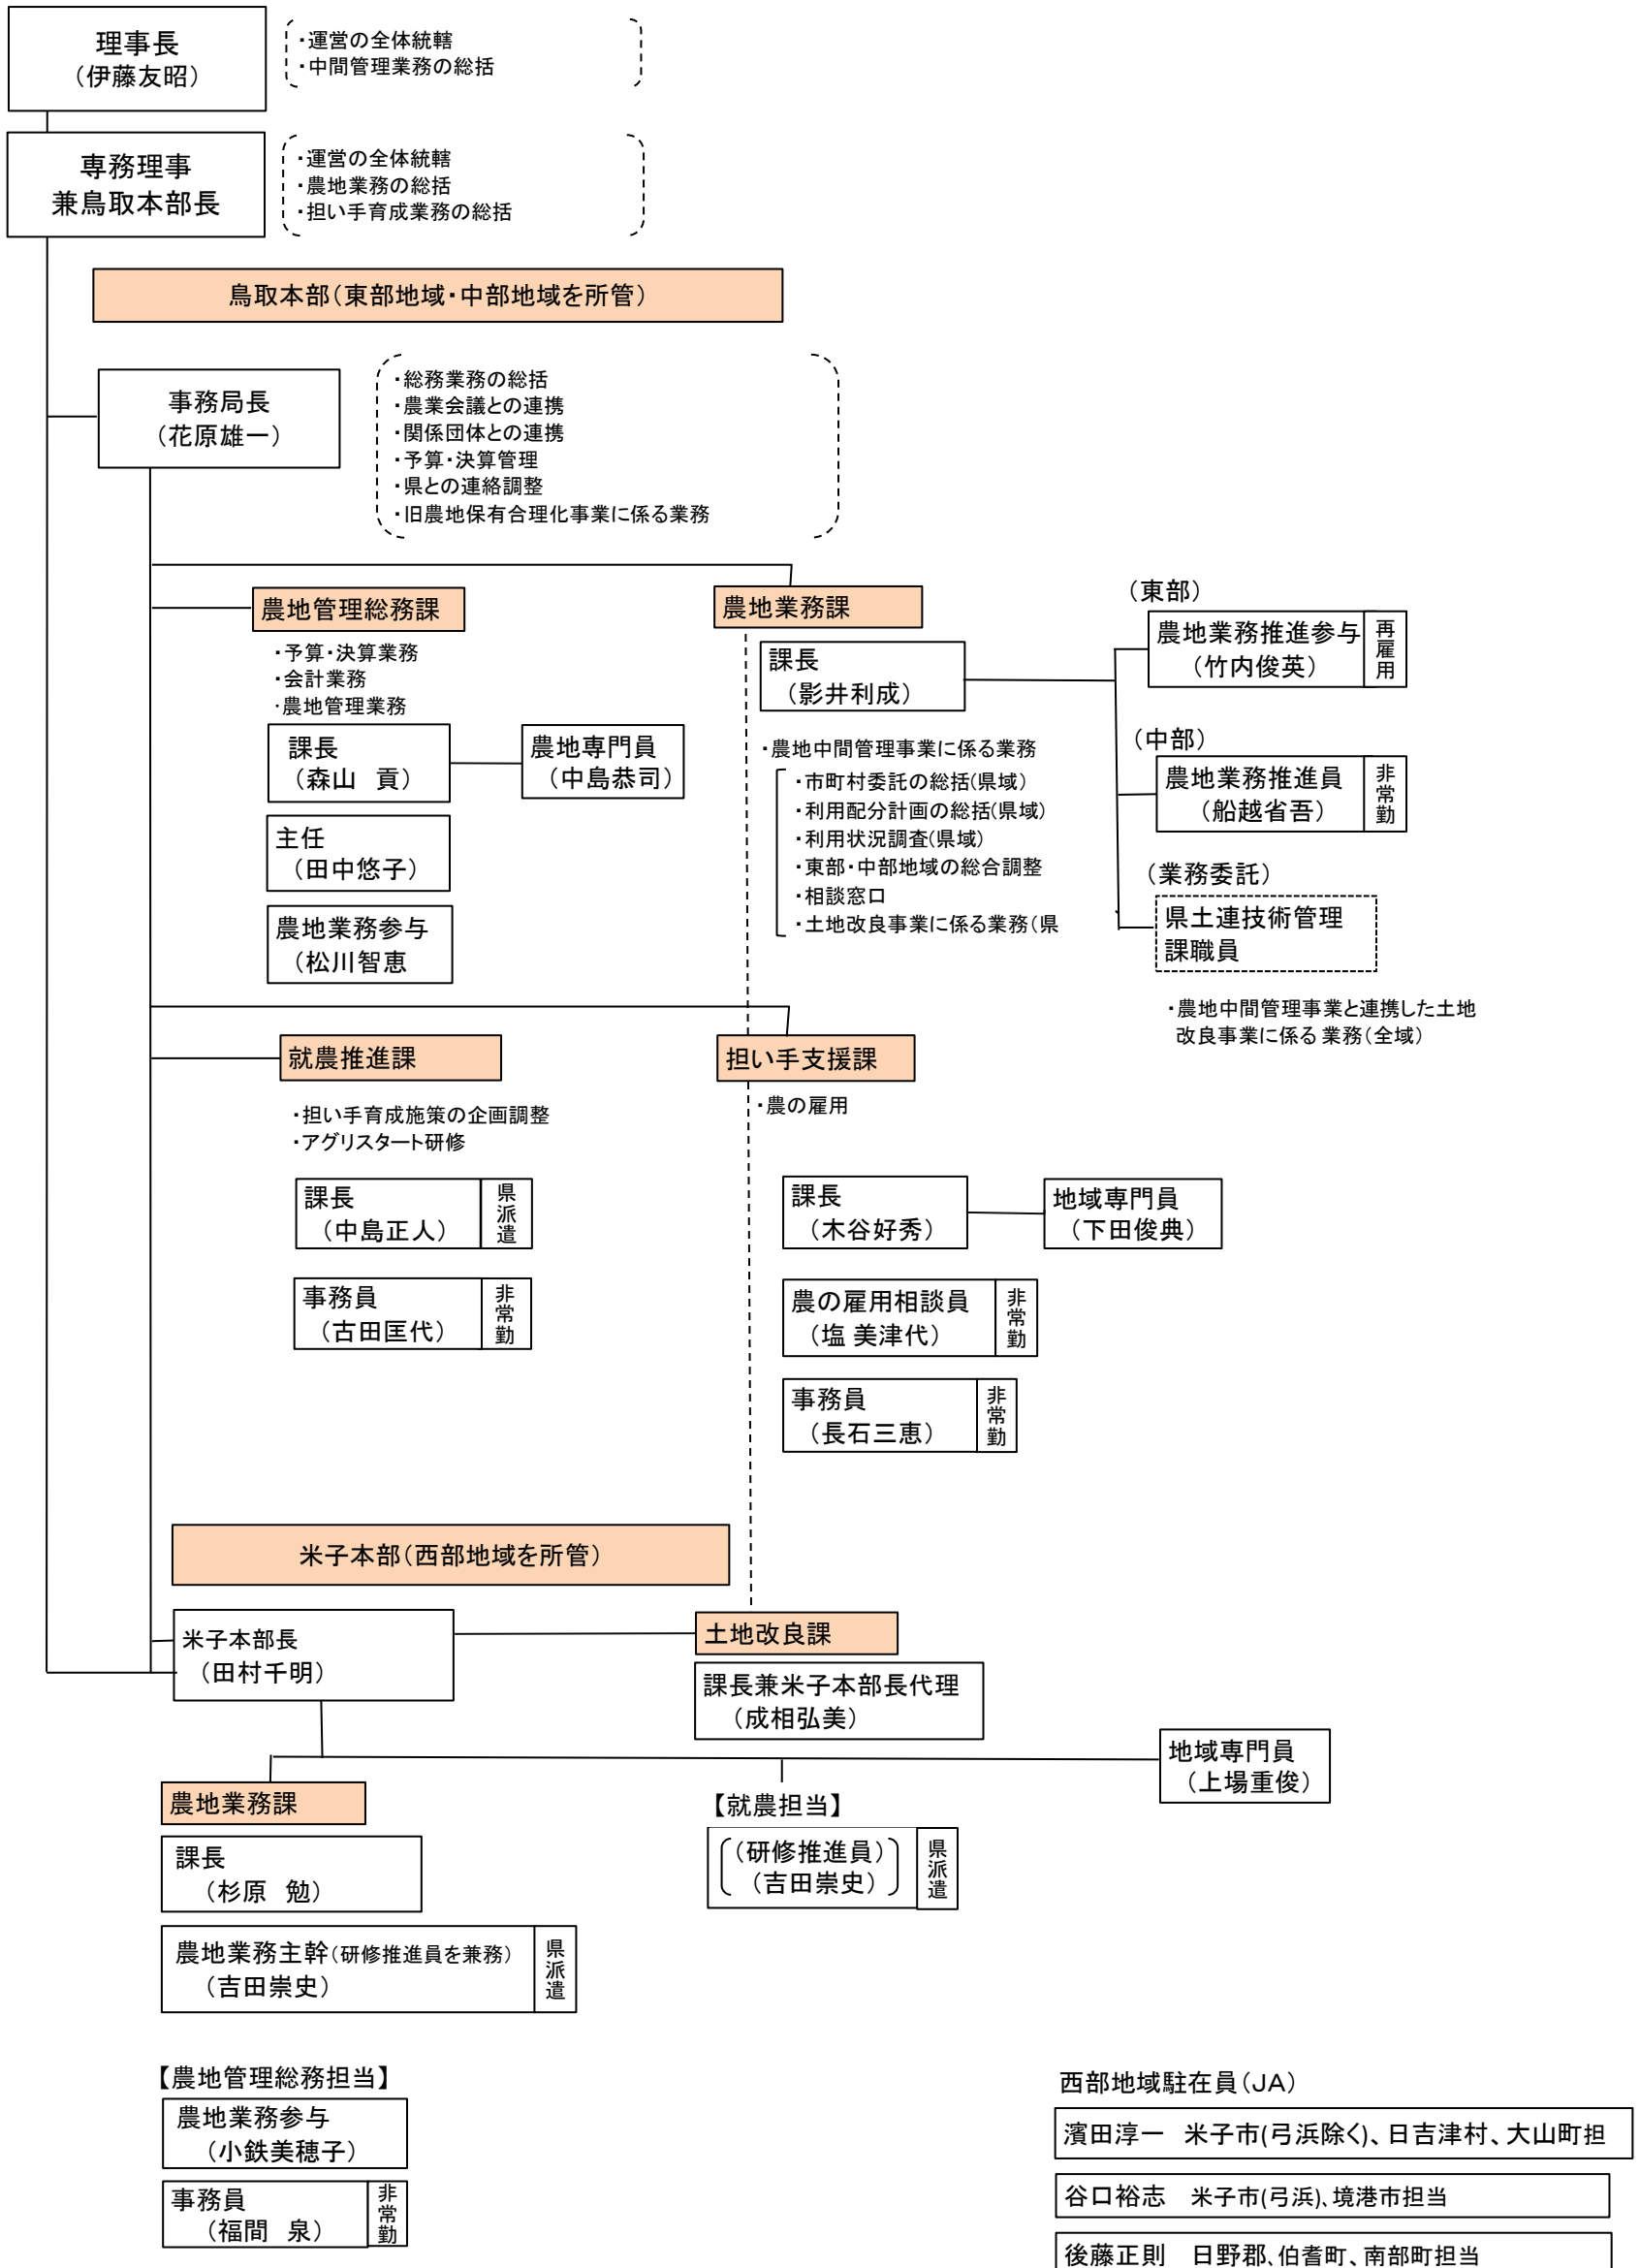 理事長
（伊藤友昭）
・運営の全体統轄
・中間管理業務の総括
専務理事
兼鳥取本部長
・運営の全体統轄
・農地業務の総括
・担い手育成業務の総括
鳥取本部（東部地域・中部地域を所管）
事務局長
（花原雄一）
・総務業務の総括
・農業会議との連携
・関係団体との連携
・予算・決算管理
・県との連絡調整
・旧農地保有合理化事業に係る業務
農地管理総務課
・予算・決算業務
・会計業務
・農地管理業務
課長
（森山　貢）
農地専門員
（中島恭司）
主任
（田中悠子）
農地業務参与
（松川智恵
農地業務課
課長
（影井利成）
・農地中間管理事業に係る業務
・市町村委託の総括(県域)
・利用配分計画の総括(県域)
・利用状況調査(県域)
・東部・中部地域の総合調整
・相談窓口
・土地改良事業に係る業務（県
（東部）
農地業務推進参与
（竹内俊英）
再雇用
（中部）
農地業務推進員
（船越省吾）
非常勤
（業務委託）
県土連技術管理
課職員
・農地中間管理事業と連携した土地
改良事業に係る 業務（全域）
就農推進課
・担い手育成施策の企画調整
・アグリスタート研修
課長
（中島正人）
県派遣
事務員
（古田匡代）
非常勤
担い手支援課
・農の雇用
課長
（木谷好秀）
地域専門員
（下田俊典）
農の雇用相談員
（塩 美津代）
非常勤
事務員
（長石三恵）
非常勤
米子本部（西部地域を所管）
米子本部長
（田村千明）
土地改良課
課長兼米子本部長代理
（成相弘美）
地域専門員
（上場重俊）
農地業務課
課長
（杉原　勉）
農地業務主幹（研修推進員を兼務）
（吉田崇史）
県派遣
【就農担当】
（研修推進員）
（吉田崇史）
県派遣
【農地管理総務担当】
農地業務参与
（小鉄美穂子）
事務員
（福間　泉）
非常勤
西部地域駐在員（JA）
濱田淳一　米子市(弓浜除く)、日吉津村、大山町担
谷口裕志　米子市(弓浜)、境港市担当
後藤正則　日野郡、伯耆町、南部町担当